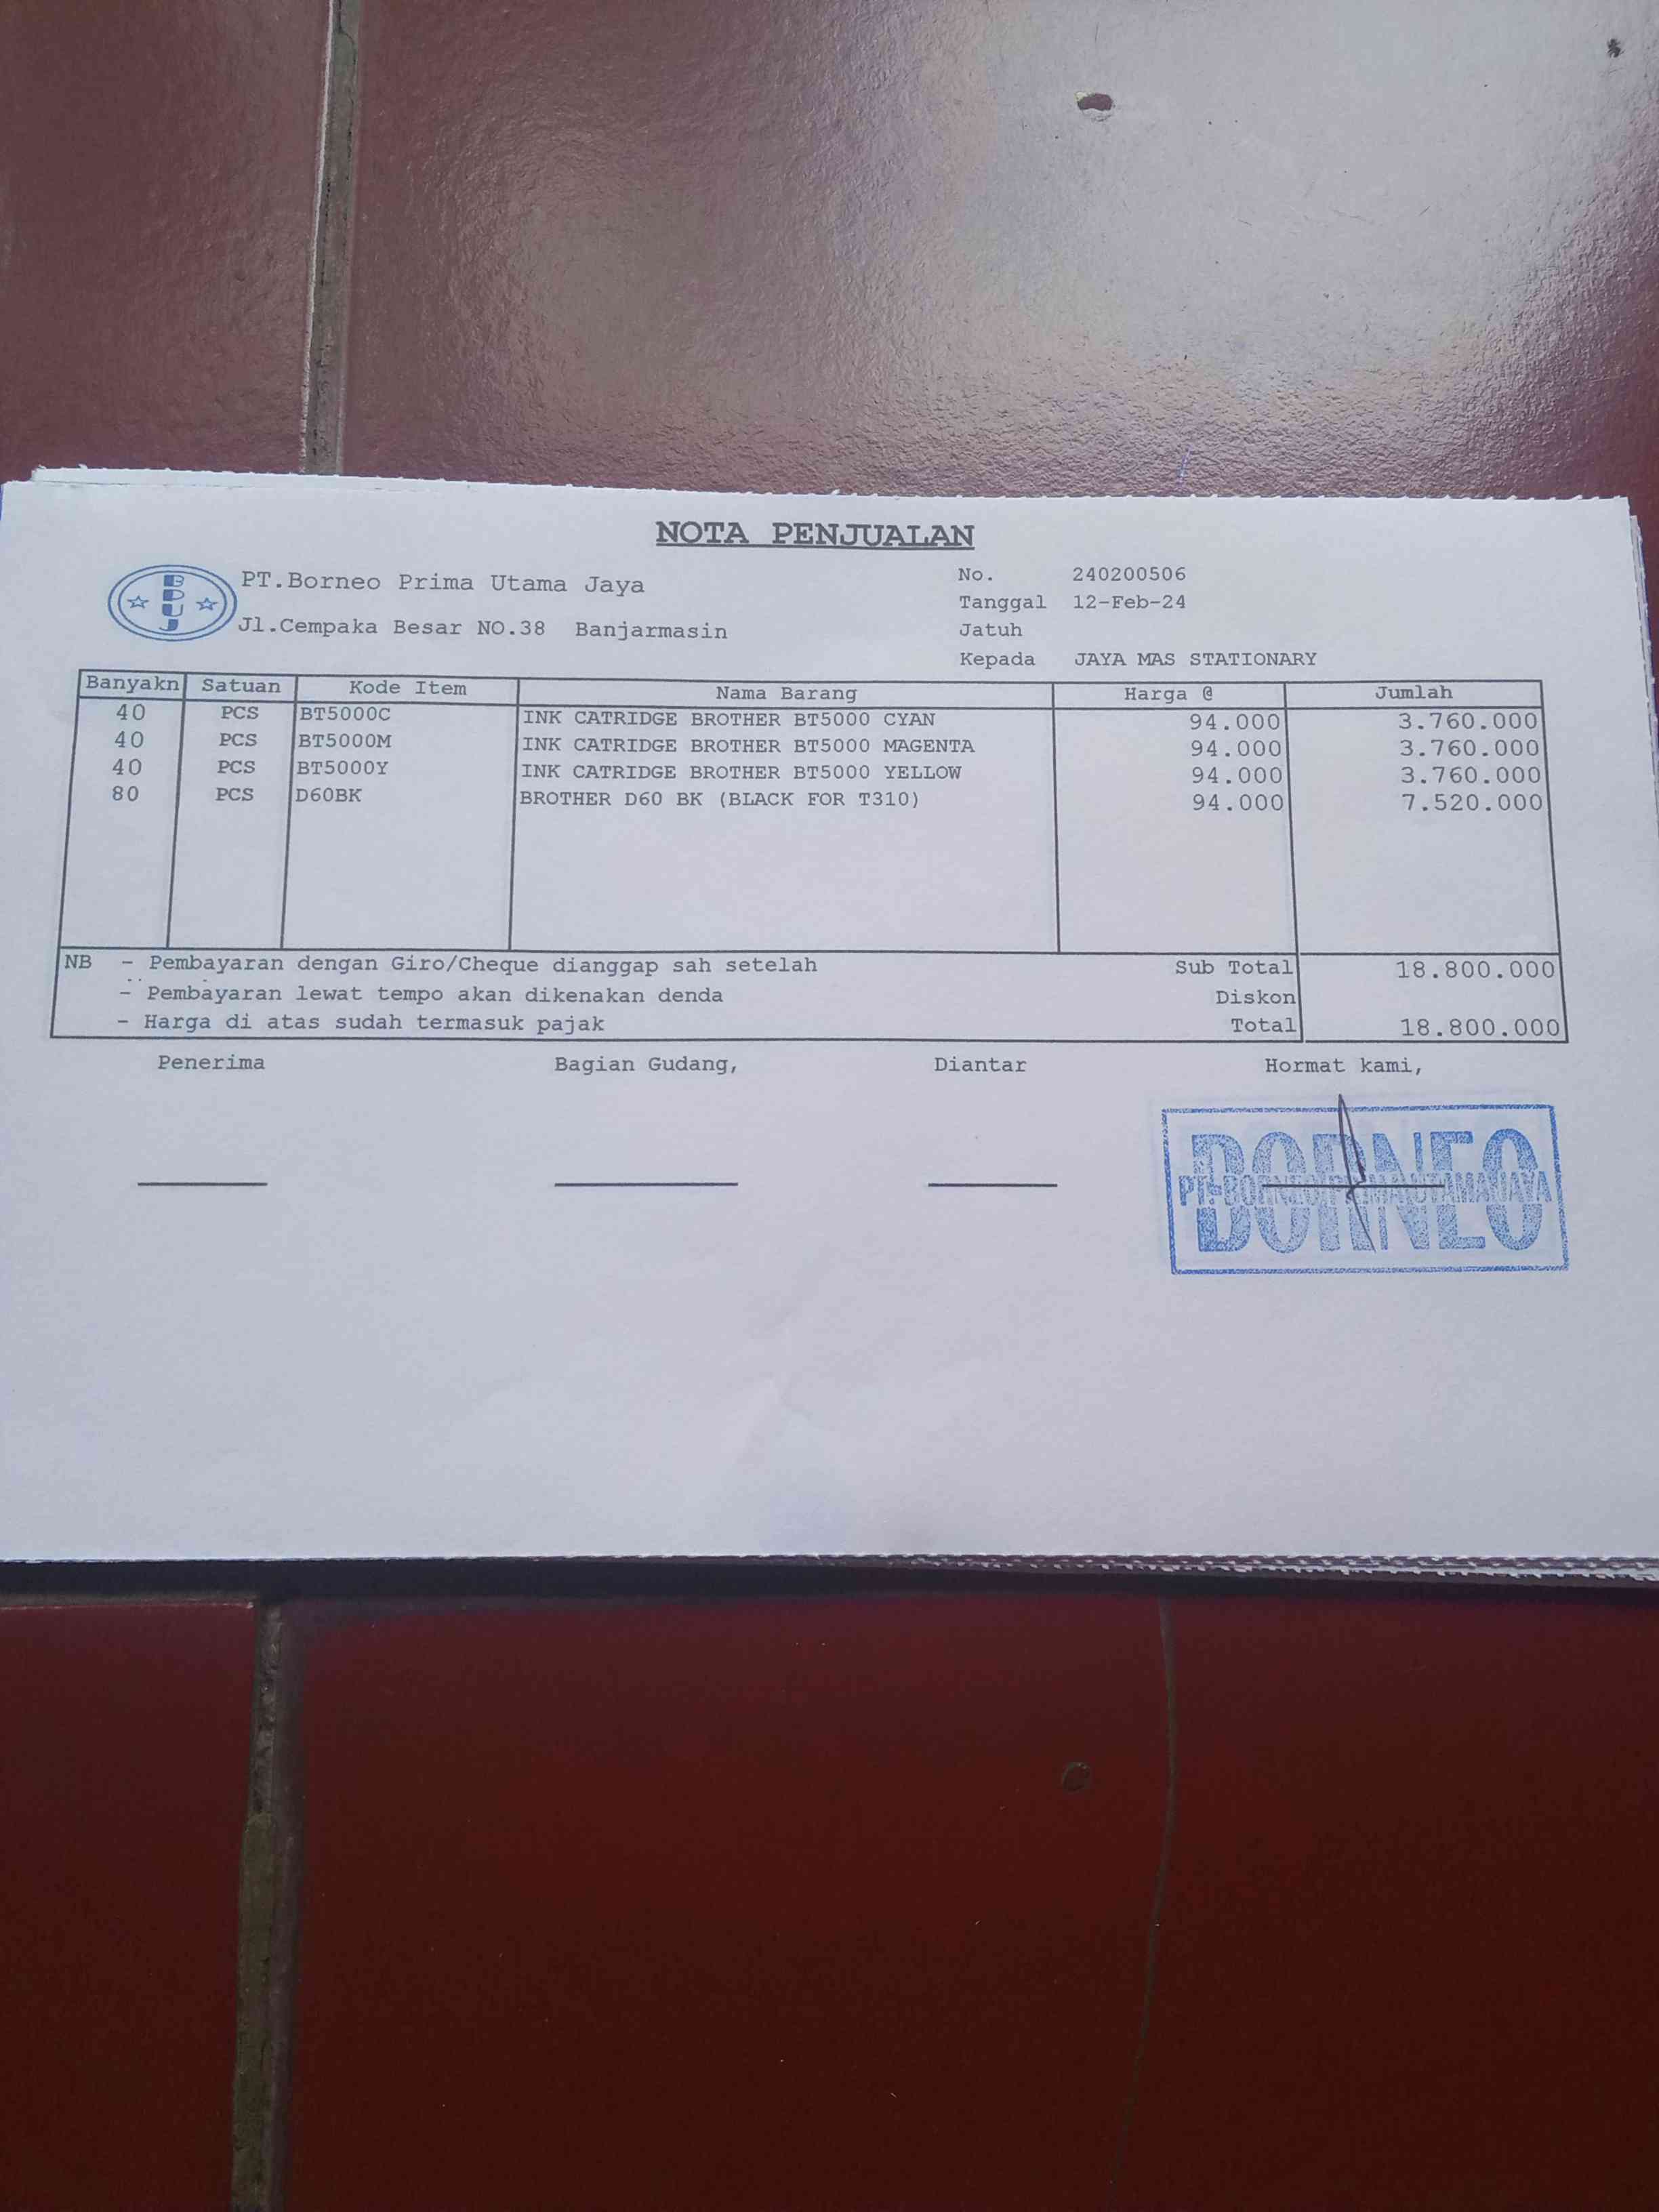 NOTA PENJUALAN
BPUJ
PT.Borneo Prima Utama Jaya
Jl.Cempaka Besar NO.38 Banjarmasin
No. 240200506
Tanggal 12-Feb-24
Jatuh
Kepada JAYA MAS STATIONARY
Banyakn Satuan Kode Item Nama Barang Harga @ Jumlah
40 PCS BT5000C INK CATRIDGE BROTHER BT5000 CYAN 94.000 3.760.000
40 PCS BT5000M INK CATRIDGE BROTHER BT5000 MAGENTA 94.000 3.760.000
40 PCS BT5000Y INK CATRIDGE BROTHER BT5000 YELLOW 94.000 3.760.000
80 PCS D60BK BROTHER D60 BK (BLACK FOR T310) 94.000 7.520.000
NB - Pembayaran dengan Giro/Cheque dianggap sah setelah Sub Total 18.800.000
- Pembayaran lewat tempo akan dikenakan denda Diskon
- Harga di atas sudah termasuk pajak Total 18.800.000
Penerima Bagian Gudang, Diantar Hormat kami,
BORNEO
PT. BORNEO PRIMA UTAMA JAYA